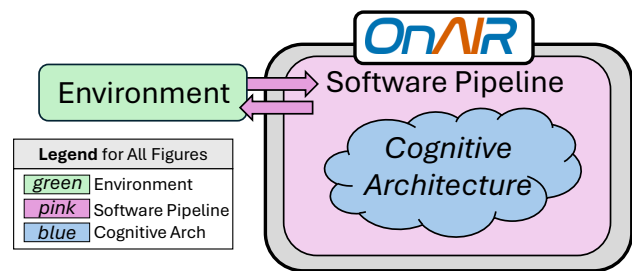 OnAIR
Environment
Software Pipeline
Cognitive
Architecture
Legend for All Figures
green Environment
pink Software Pipeline
blue Cognitive Arch